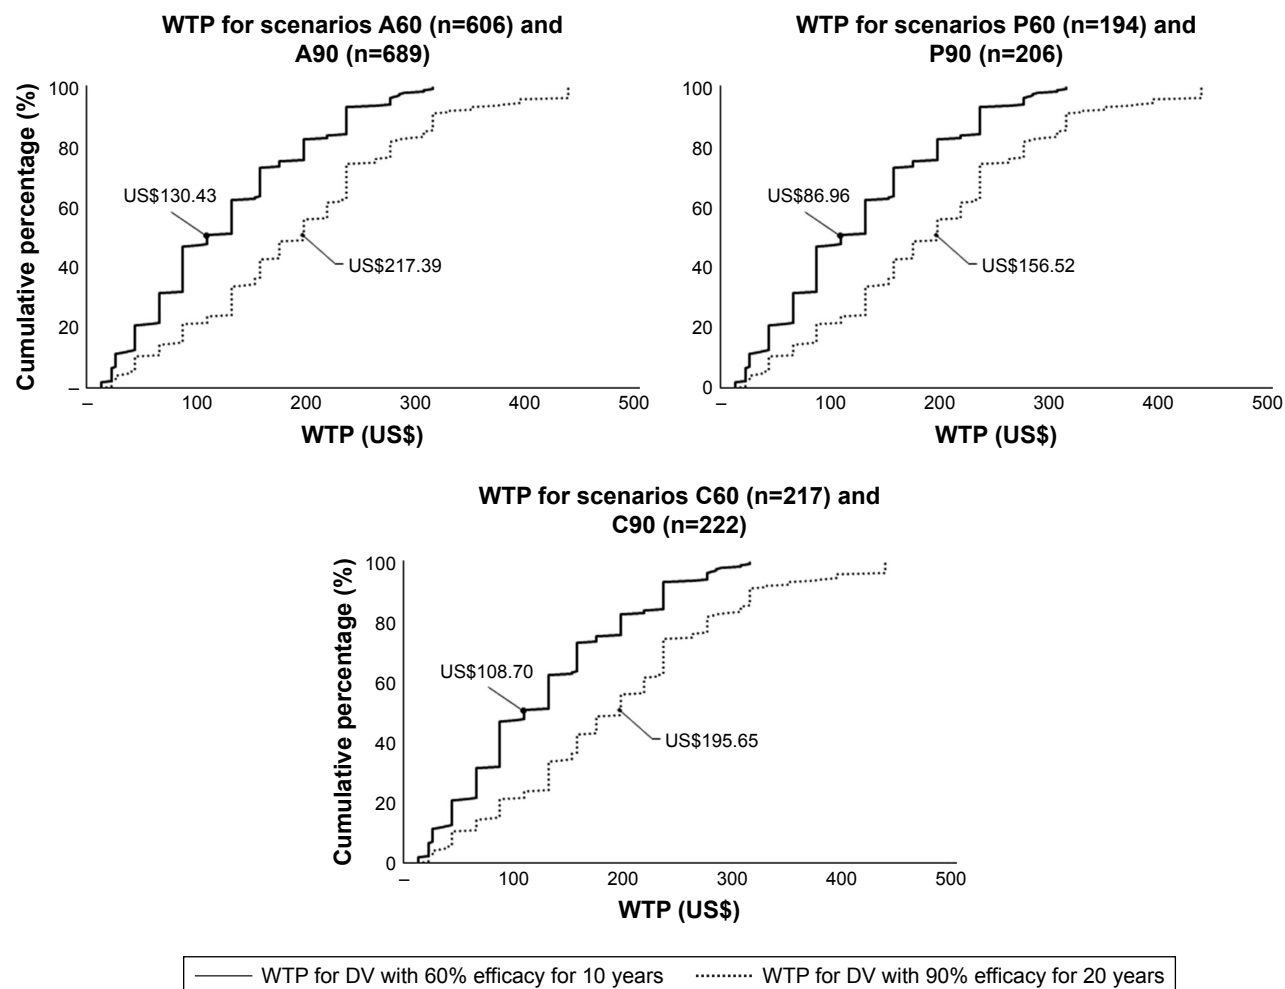 WTP for scenarios A60 (n=606) and
A90 (n=689)
Cumulative percentage (%)
100
80
60
40
20
–
US$130.43
US$217.39
–
100
200
300
400
500
WTP (US$)
WTP for scenarios P60 (n=194) and
P90 (n=206)
100
80
60
40
20
0
US$86.96
US$156.52
–
100
200
300
400
500
WTP (US$)
WTP for scenarios C60 (n=217) and
C90 (n=222)
Cumulative percentage (%)
100
80
60
40
20
0
US$108.70
US$195.65
–
100
200
300
400
500
WTP (US$)
WTP for DV with 60% efficacy for 10 years
WTP for DV with 90% efficacy for 20 years